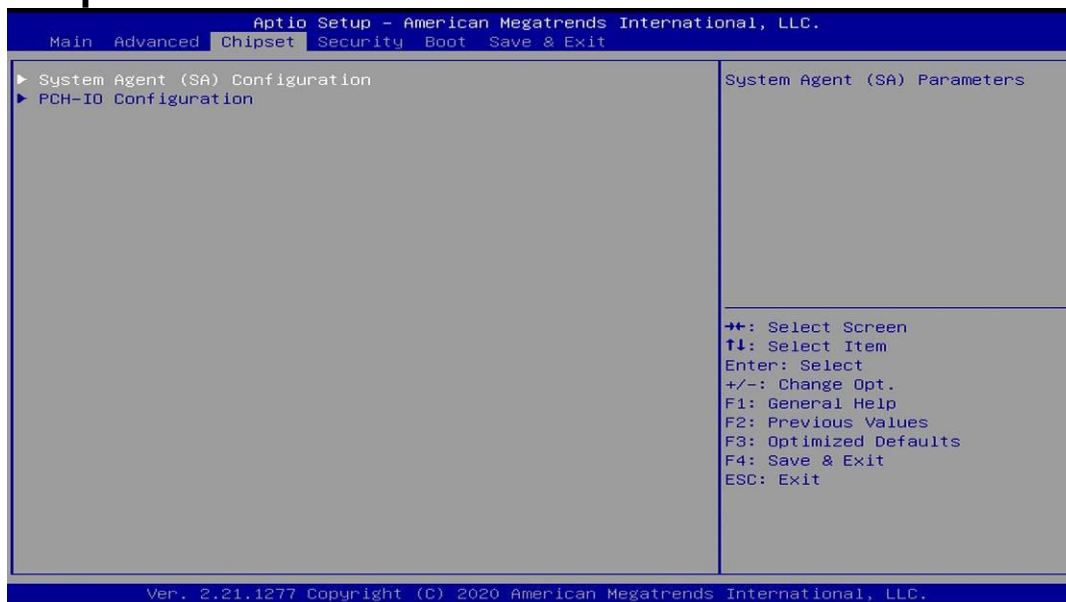 Aptio Setup – American Megatrends International, LLC.
Main Advanced Chipset Security Boot Save & Exit
► System Agent (SA) Configuration
► PCH-IO Configuration
System Agent (SA) Parameters
→←: Select Screen
↑↓: Select Item
Enter: Select
+/-: Change Opt.
F1: General Help
F2: Previous Values
F3: Optimized Defaults
F4: Save & Exit
ESC: Exit
Ver. 2.21.1277 Copyright (C) 2020 American Megatrends International, LLC.